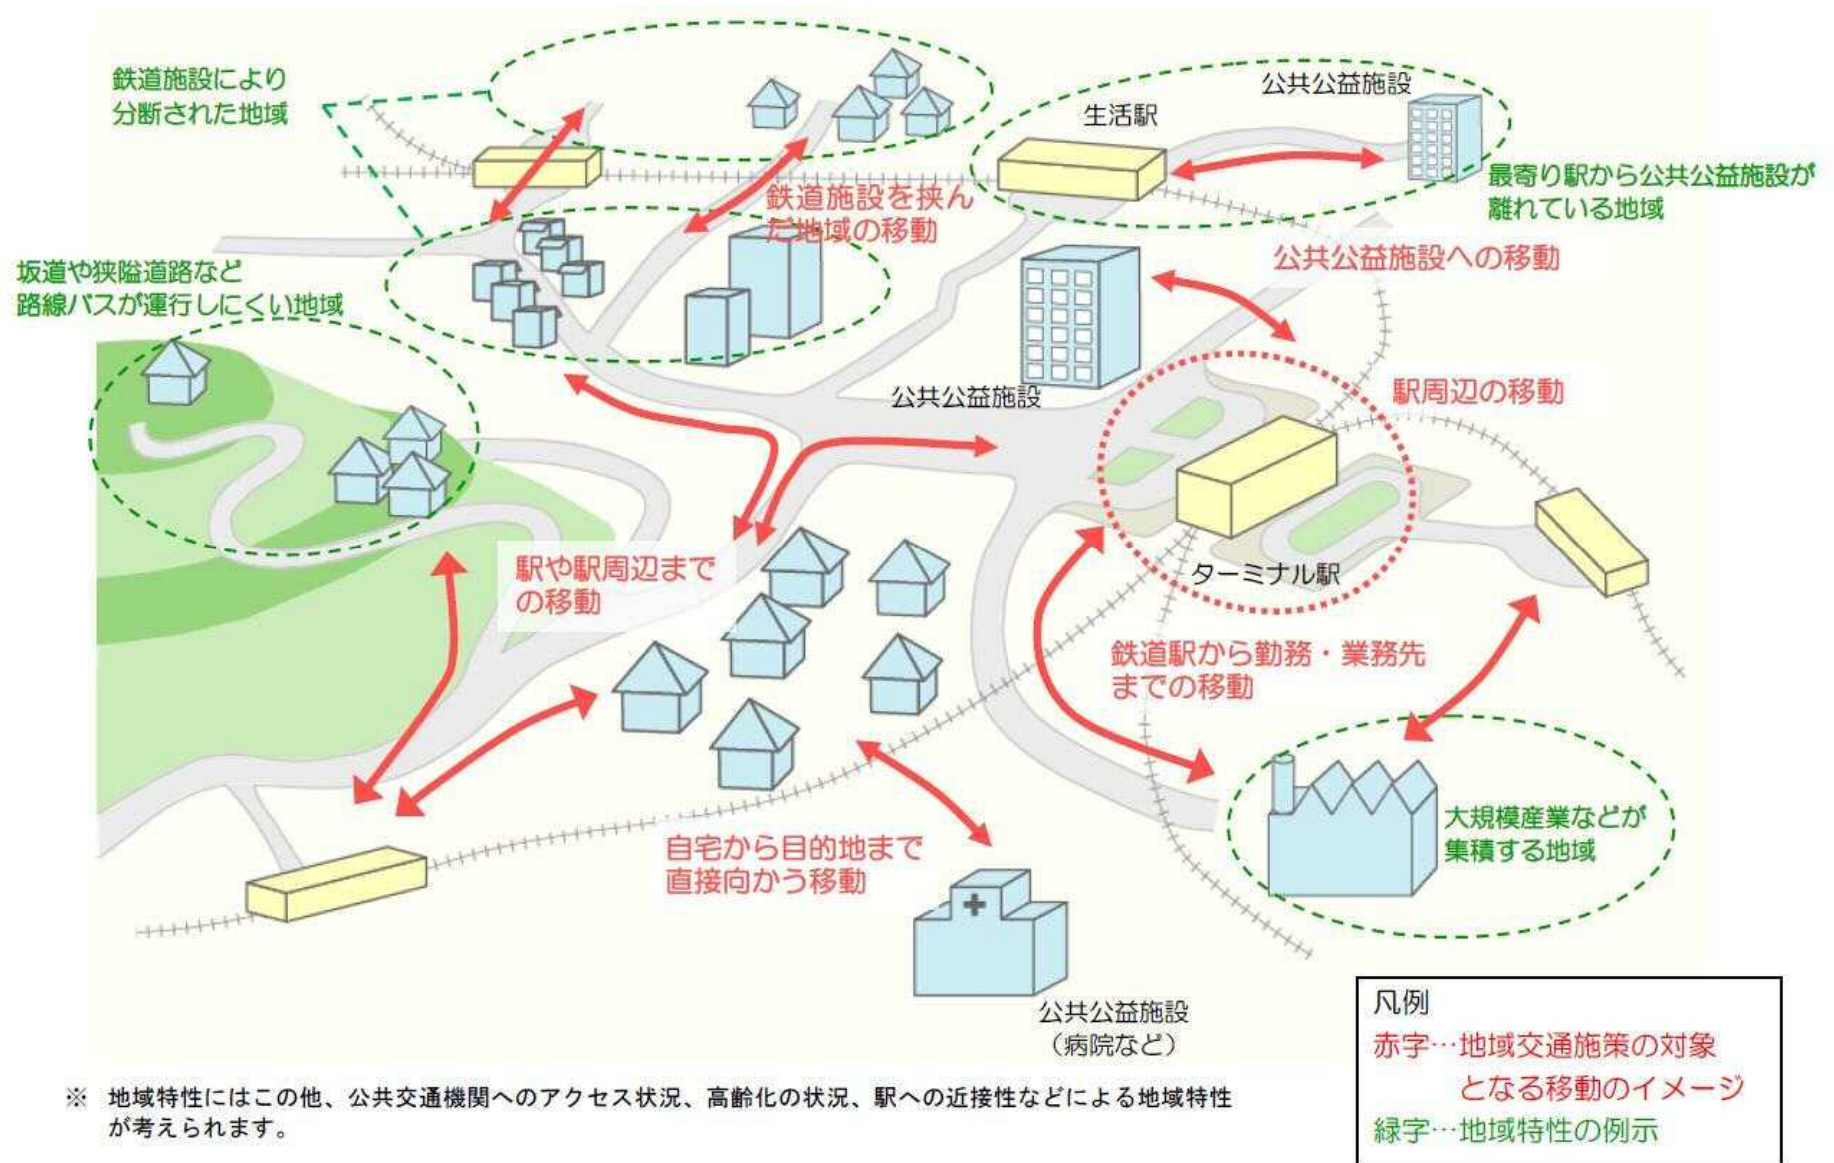 鉄道施設により
分断された地域
公共公益施設
生活駅
最寄り駅から公共公益施設が
離れている地域
鉄道施設を挟ん
だ地域の移動
公共公益施設への移動
坂道や狭隘道路など
路線バスが運行しにくい地域
公共公益施設
駅周辺の移動
駅や駅周辺まで
の移動
ターミナル駅
鉄道駅から勤務・業務先
までの移動
自宅から目的地まで
直接向かう移動
大規模産業などが
集積する地域
公共公益施設
（病院など）
凡例
赤字…地域交通施策の対象
となる移動のイメージ
緑字…地域特性の例示
※ 地域特性にはこの他、公共交通機関へのアクセス状況、高齢化の状況、駅への近接性などによる地域特性
が考えられます。